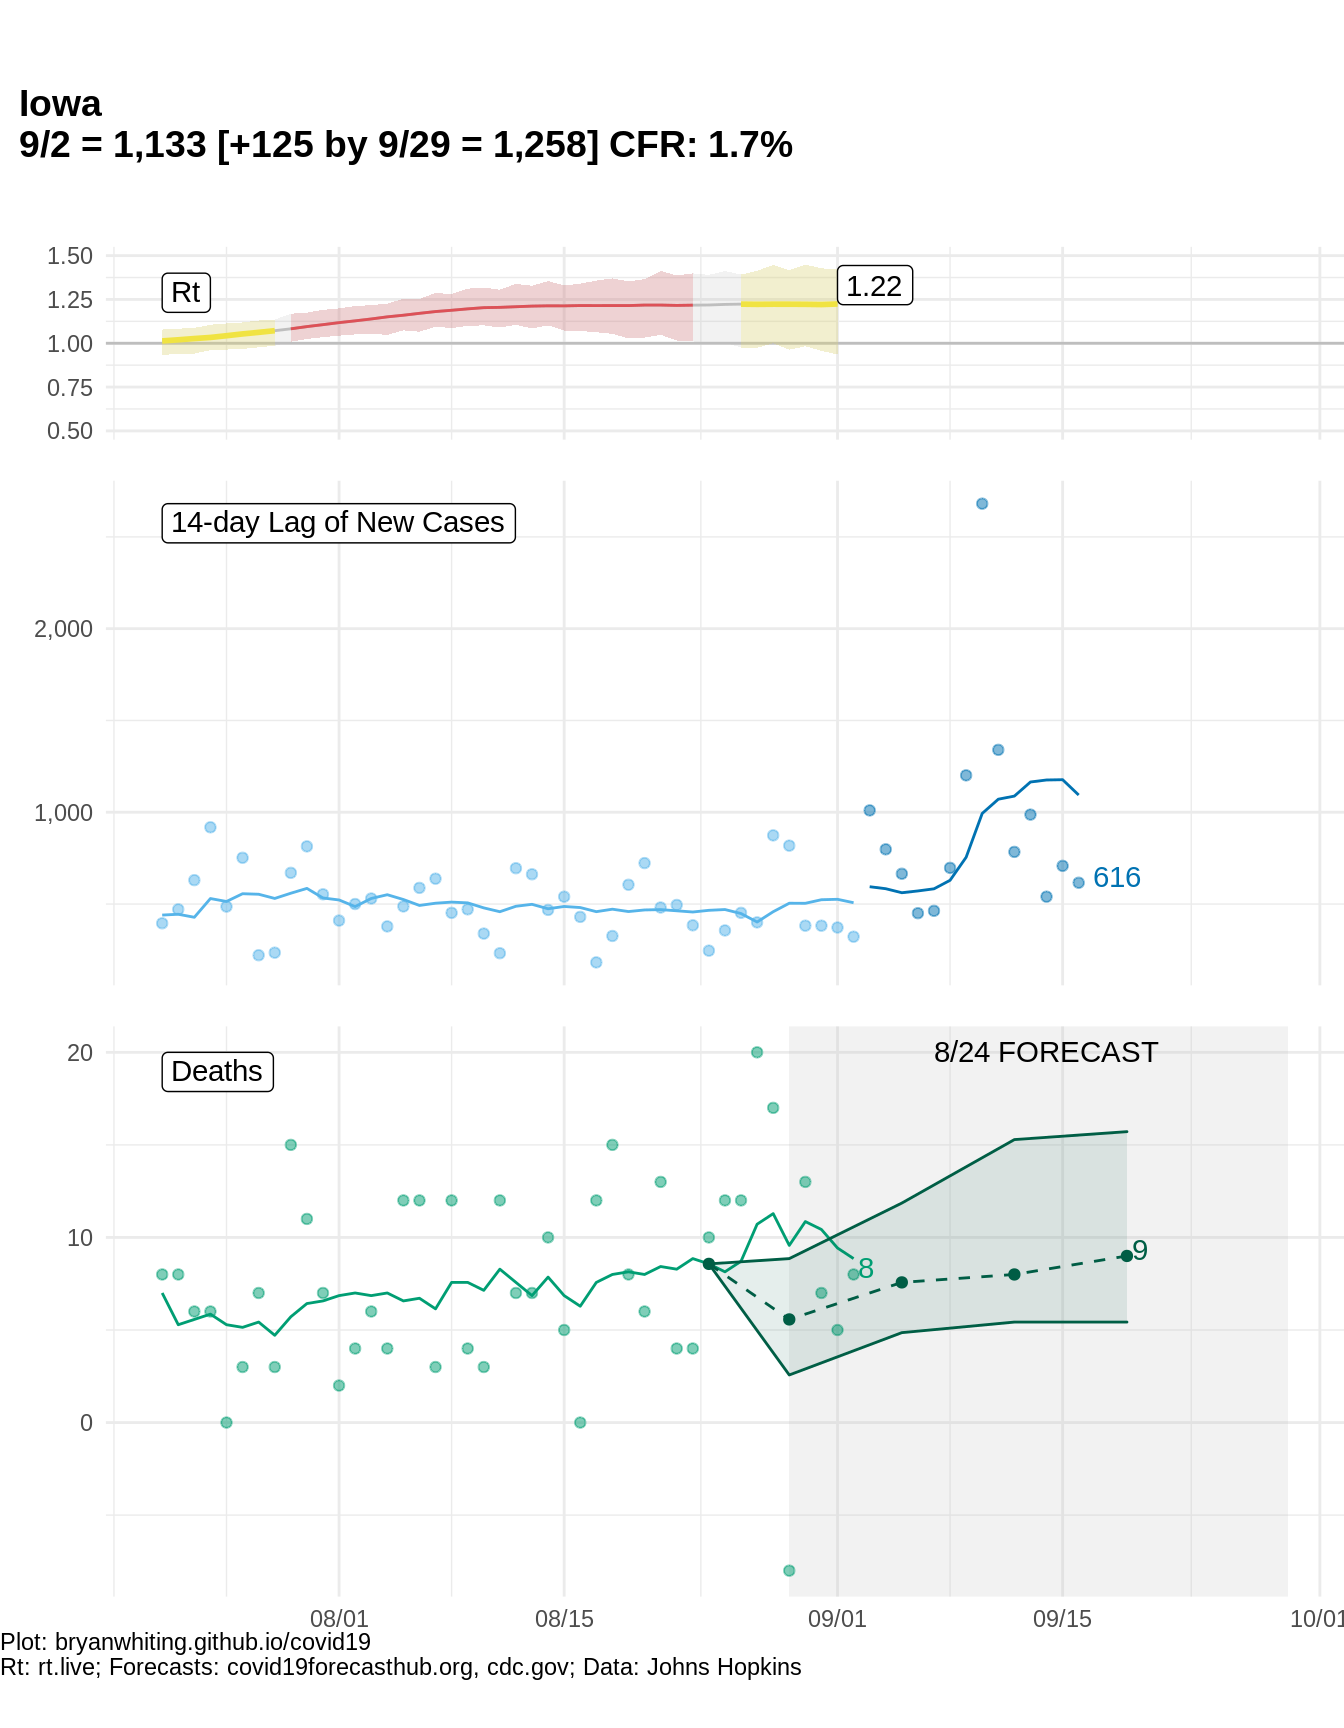 Iowa
9/2 = 1,133 [+125 by 9/29 = 1,258] CFR: 1.7%
1.50
1.25
1.00
0.75
0.50
Rt
1.22
14-day Lag of New Cases
2,000
1,000
616
20
10
0
Deaths
8/24 FORECAST
8
9
08/01
08/15
09/01
09/15
10/01
Plot: bryanwhiting.github.io/covid19
Rt: rt.live; Forecasts: covid19forecasthub.org, cdc.gov; Data: Johns Hopkins